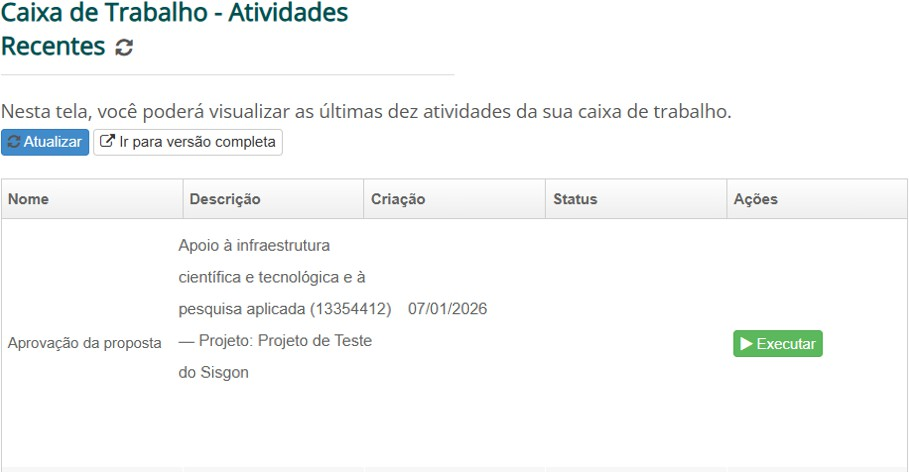 Caixa de Trabalho - Atividades
Recentes
Nesta tela, você poderá visualizar as últimas dez atividades da sua caixa de trabalho.
Atualizar Ir para versão completa
Nome Descrição Criação Status Ações
Apoio à infraestrutura
científica e tecnológica e à
pesquisa aplicada (13354412) 07/01/2026
Aprovação da proposta — Projeto: Projeto de Teste Executar
do Sisgon